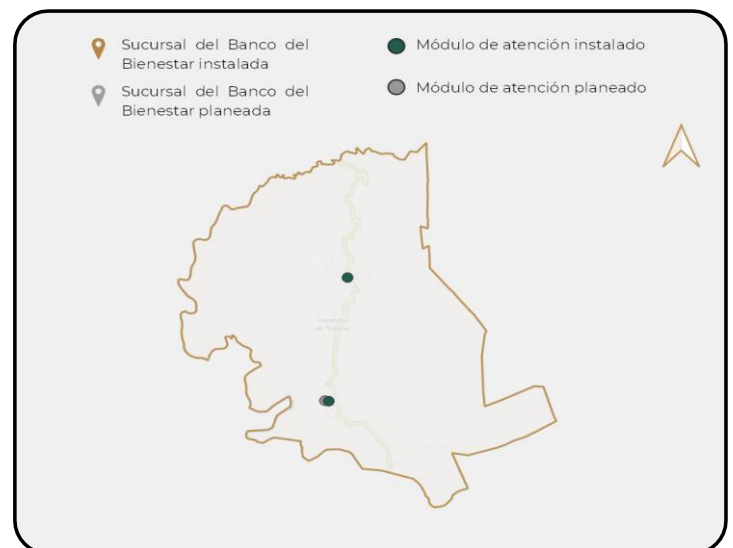 Sucursal del Banco del
Bienestar instalada
Módulo de atención instalado
Sucursal del Banco del
Bienestar planeada
Módulo de atención planeado